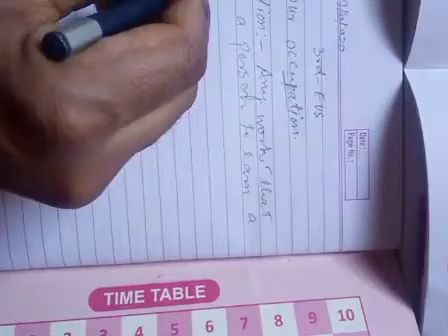 3rd - EVS
our occupation.
tion:- Any work that
a person to earn a
Date :
Page No. :
TIME TABLE
2 3 4 5 6 7 8 9 10